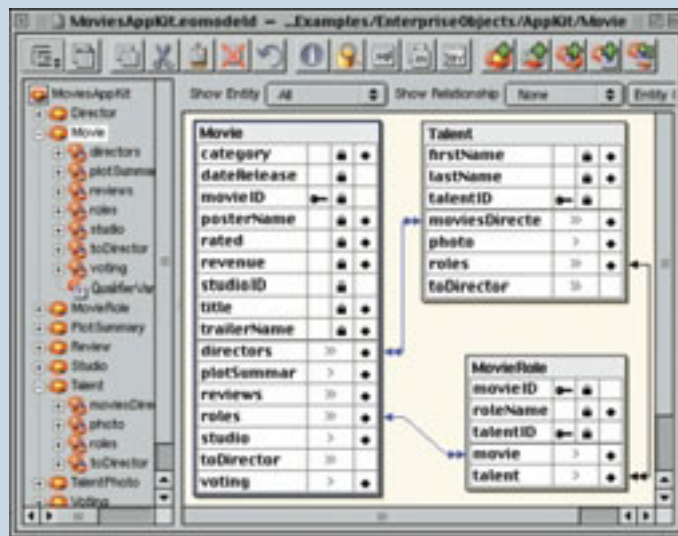 MoviesAppKit.eomodeld — ...Examples/EnterpriseObjects/AppKit/Movie
Show Entity All Show Relationship None Entity
MoviesAppKit
Director
Movie
directors
plotSummar
reviews
roles
studio
toDirector
voting
QualifierVar
MovieRole
PlotSummary
Review
Studio
Talent
moviesDirec
photo
roles
toDirector
TalentPhoto
Voting
Movie
category
dateRelease
movieID
posterName
rated
revenue
studioID
title
trailerName
directors
plotSummar
reviews
roles
studio
toDirector
voting
Talent
firstName
lastName
talentID
moviesDirecte
photo
roles
toDirector
MovieRole
movieID
roleName
talentID
movie
talent